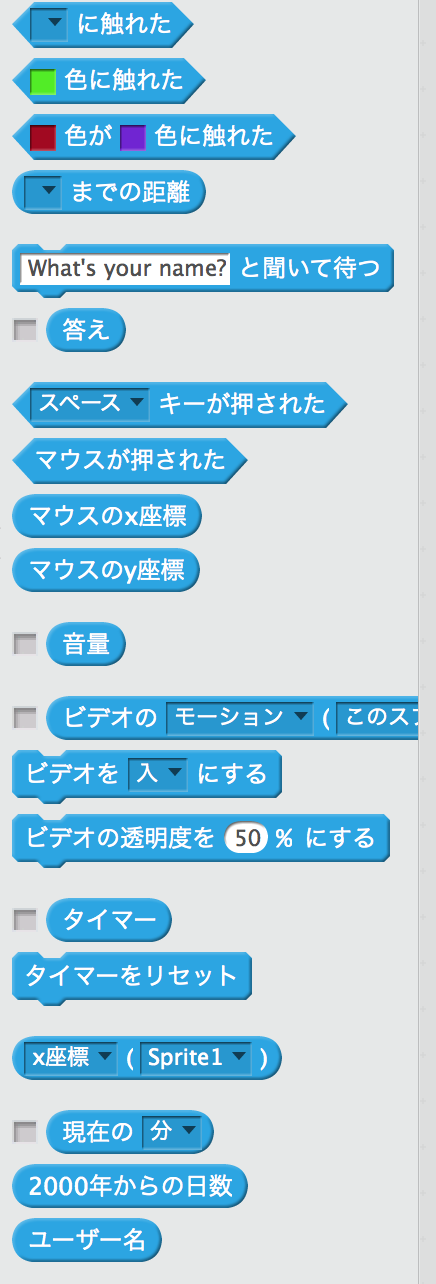 に触れた
色に触れた
色が 色に触れた
までの距離
What's your name? と聞いて待つ
答え
スペース キーが押された
マウスが押された
マウスのx座標
マウスのy座標
音量
ビデオの モーション ( このス
ビデオを 入 にする
ビデオの透明度を 50 % にする
タイマー
タイマーをリセット
x座標 ( Sprite1 )
現在の 分
2000年からの日数
ユーザー名